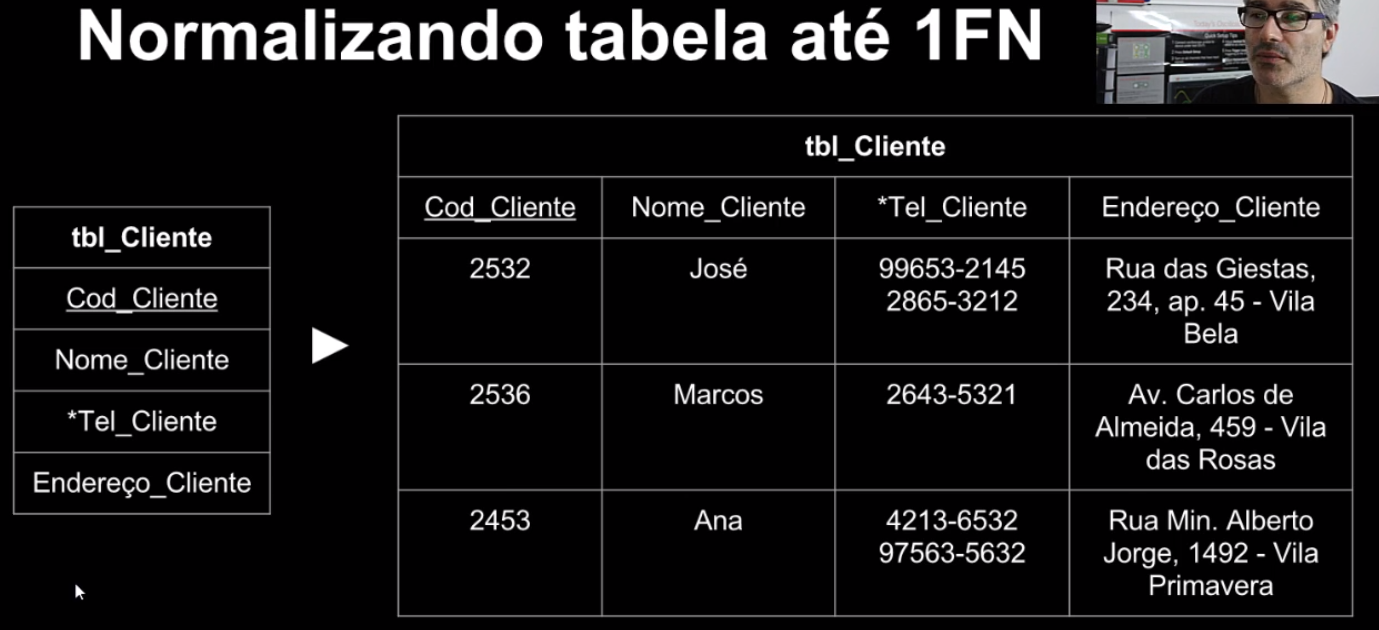 Normalizando tabela até 1FN
tbl_Cliente
Cod_Cliente
Nome_Cliente
*Tel_Cliente
Endereço_Cliente
tbl_Cliente
Cod_Cliente Nome_Cliente *Tel_Cliente Endereço_Cliente
2532 José 99653-2145 Rua das Giestas,
2865-3212 234, ap. 45 - Vila
Bela
2536 Marcos 2643-5321 Av. Carlos de
Almeida, 459 - Vila
das Rosas
2453 Ana 4213-6532 Rua Min. Alberto
97563-5632 Jorge, 1492 - Vila
Primavera